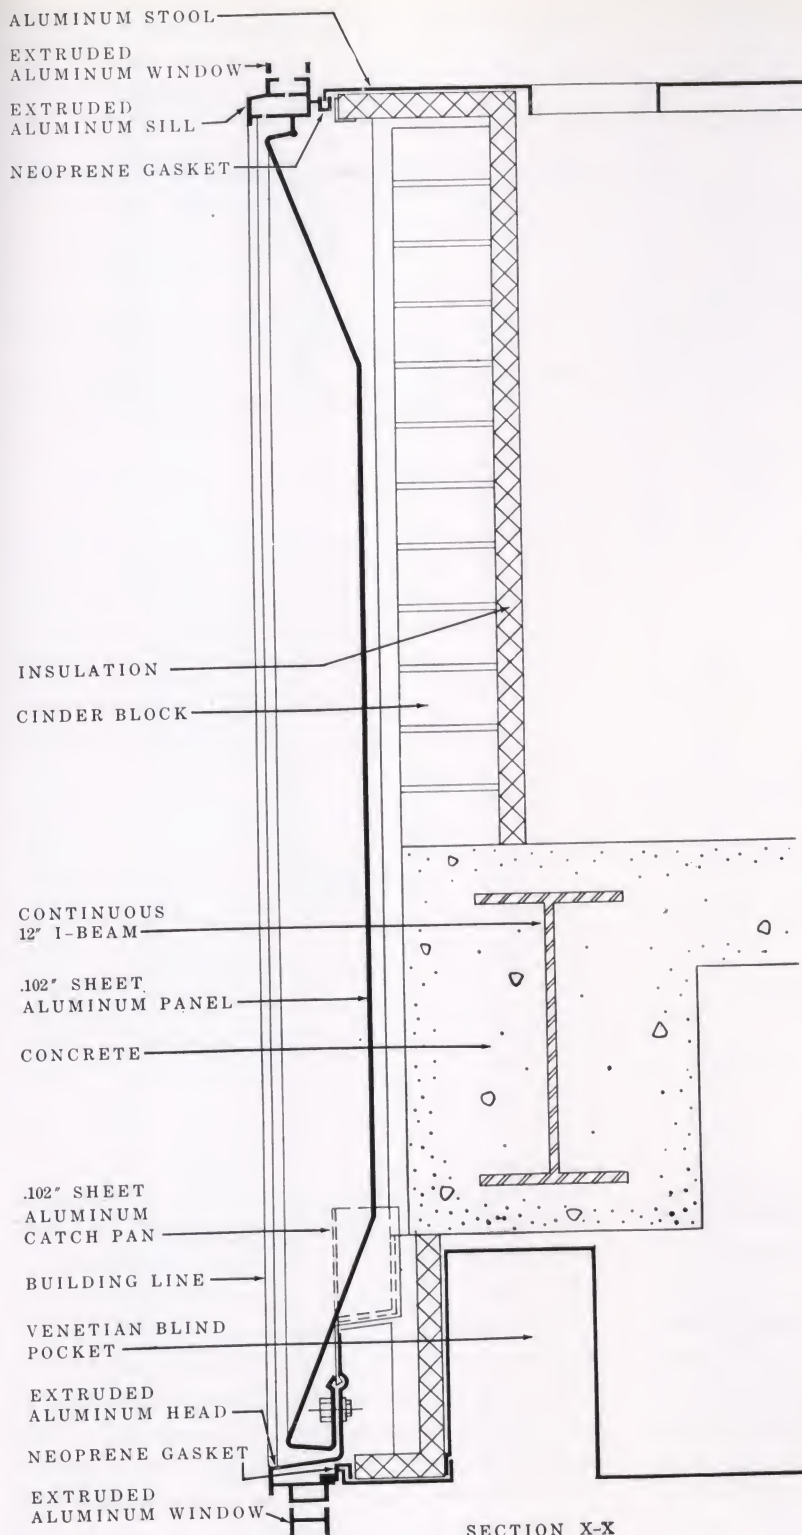 ALUMINUM STOOL
EXTRUDED
ALUMINUM WINDOW
EXTRUDED
ALUMINUM SILL
NEOPRENE GASKET
INSULATION
CINDER BLOCK
CONTINUOUS
12" I-BEAM
.102" SHEET
ALUMINUM PANEL
CONCRETE
.102" SHEET
ALUMINUM
CATCH PAN
BUILDING LINE
VENETIAN BLIND
POCKET
EXTRUDED
ALUMINUM HEAD
NEOPRENE GASKET
EXTRUDED
ALUMINUM WINDOW
SECTION X-X